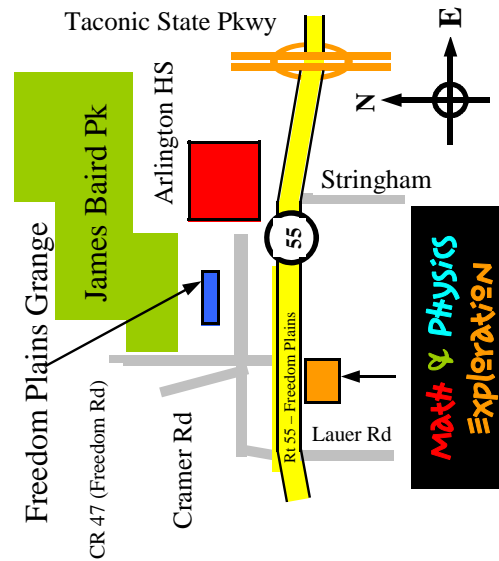 Taconic State Pkwy
Arlington HS
James Baird Pk
Freedom Plains Grange
CR 47 (Freedom Rd)
Cramer Rd
N
E
Stringham
55
Rt 55 – Freedom Plains
Lauer Rd
Math & Physics
Exploration